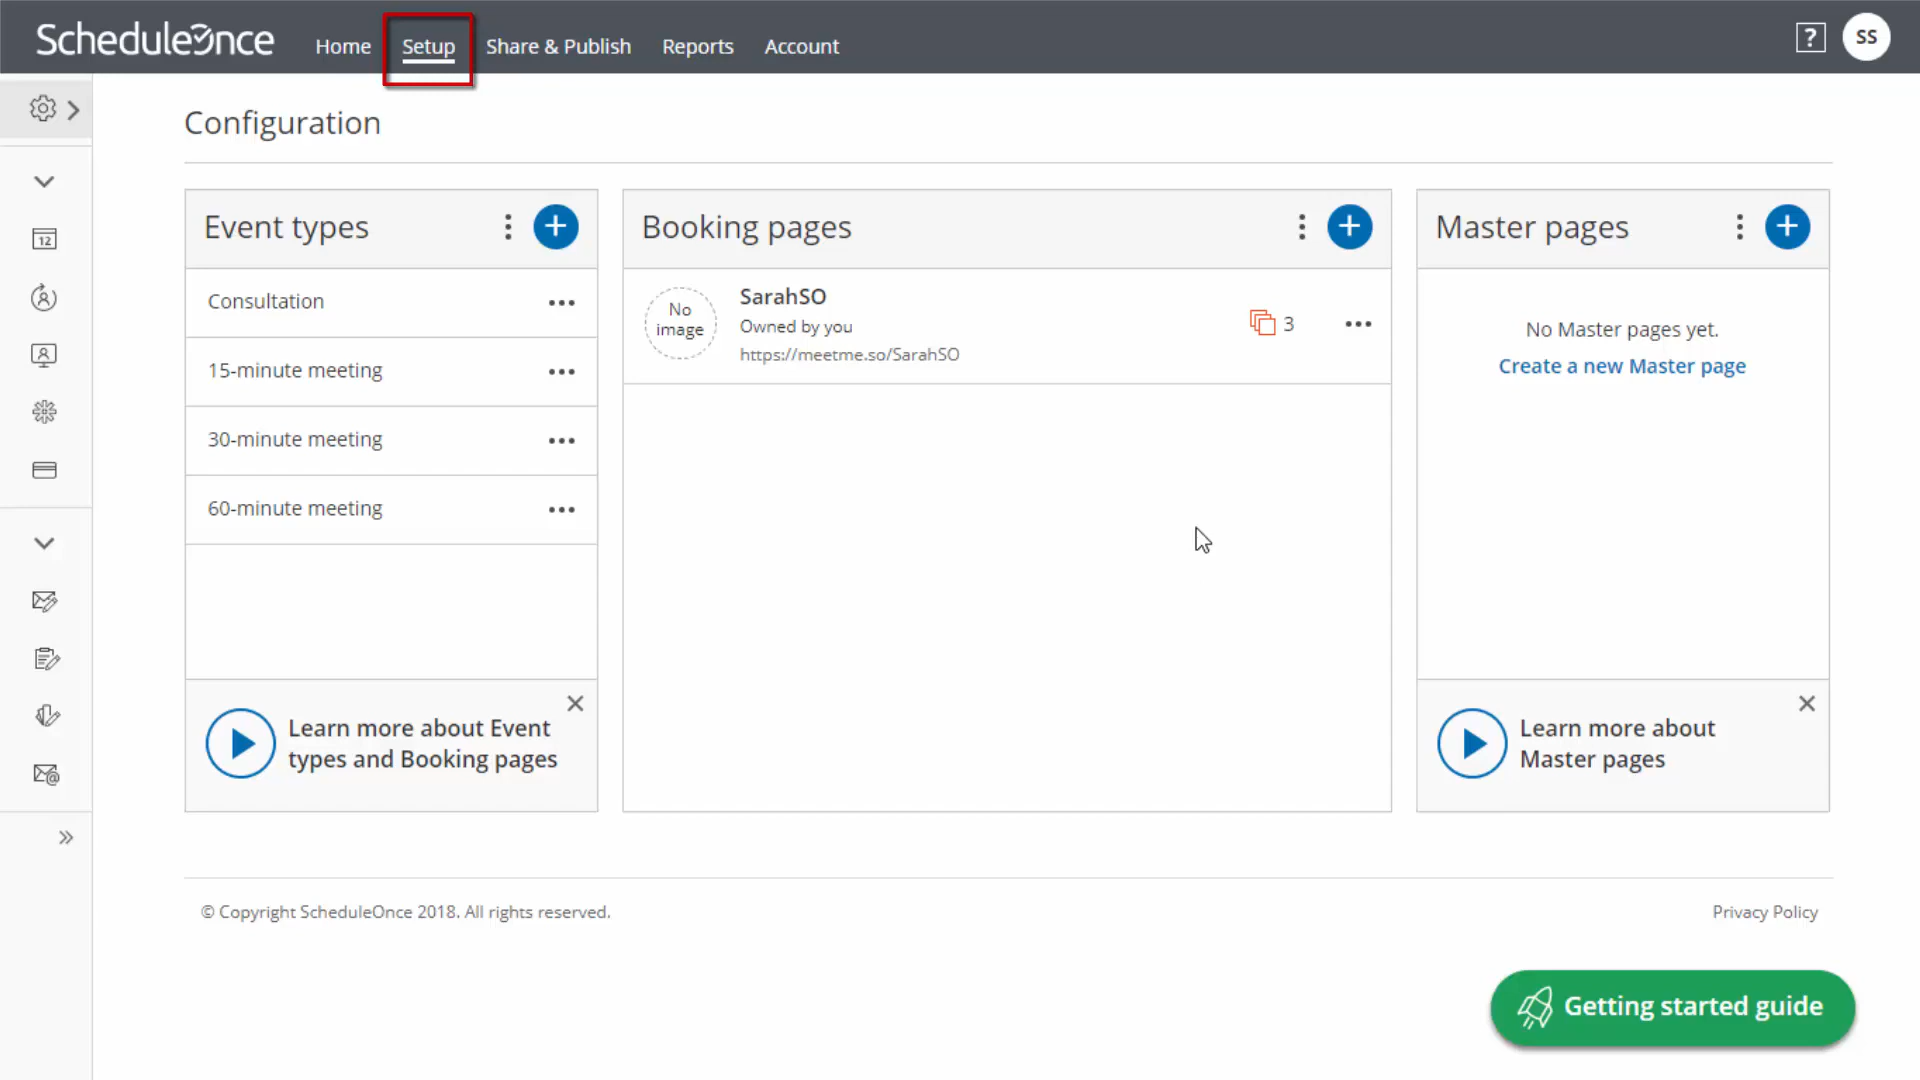 ScheduleOnce Home Setup Share & Publish Reports Account ? SS
Configuration
Event types
Consultation
15-minute meeting
30-minute meeting
60-minute meeting
Learn more about Event
types and Booking pages
Booking pages
No
image
SarahSO
Owned by you
https://meetme.so/SarahSO
3
Master pages
No Master pages yet.
Create a new Master page
Learn more about
Master pages
12
© Copyright ScheduleOnce 2018. All rights reserved.
Privacy Policy
Getting started guide